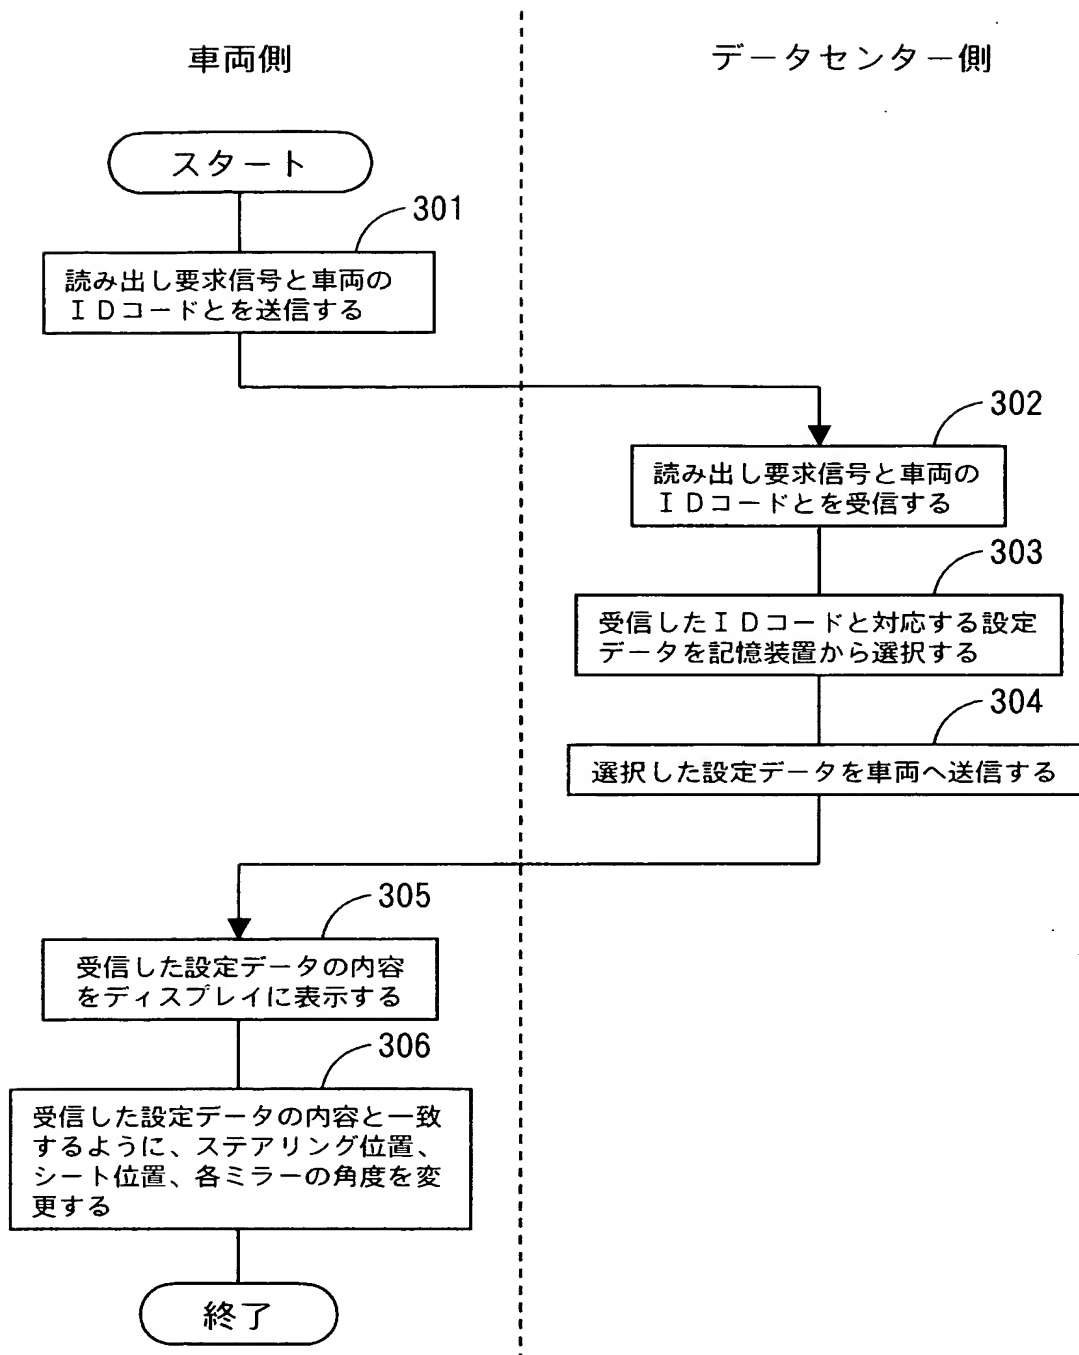 車両側
データセンター側
スタート
301
読み出し要求信号と車両の
ＩＤコードとを送信する
302
読み出し要求信号と車両の
ＩＤコードとを受信する
303
受信したＩＤコードと対応する設定
データを記憶装置から選択する
304
選択した設定データを車両へ送信する
305
受信した設定データの内容
をディスプレイに表示する
306
受信した設定データの内容と一致
するように、ステアリング位置、
シート位置、各ミラーの角度を変
更する
終了